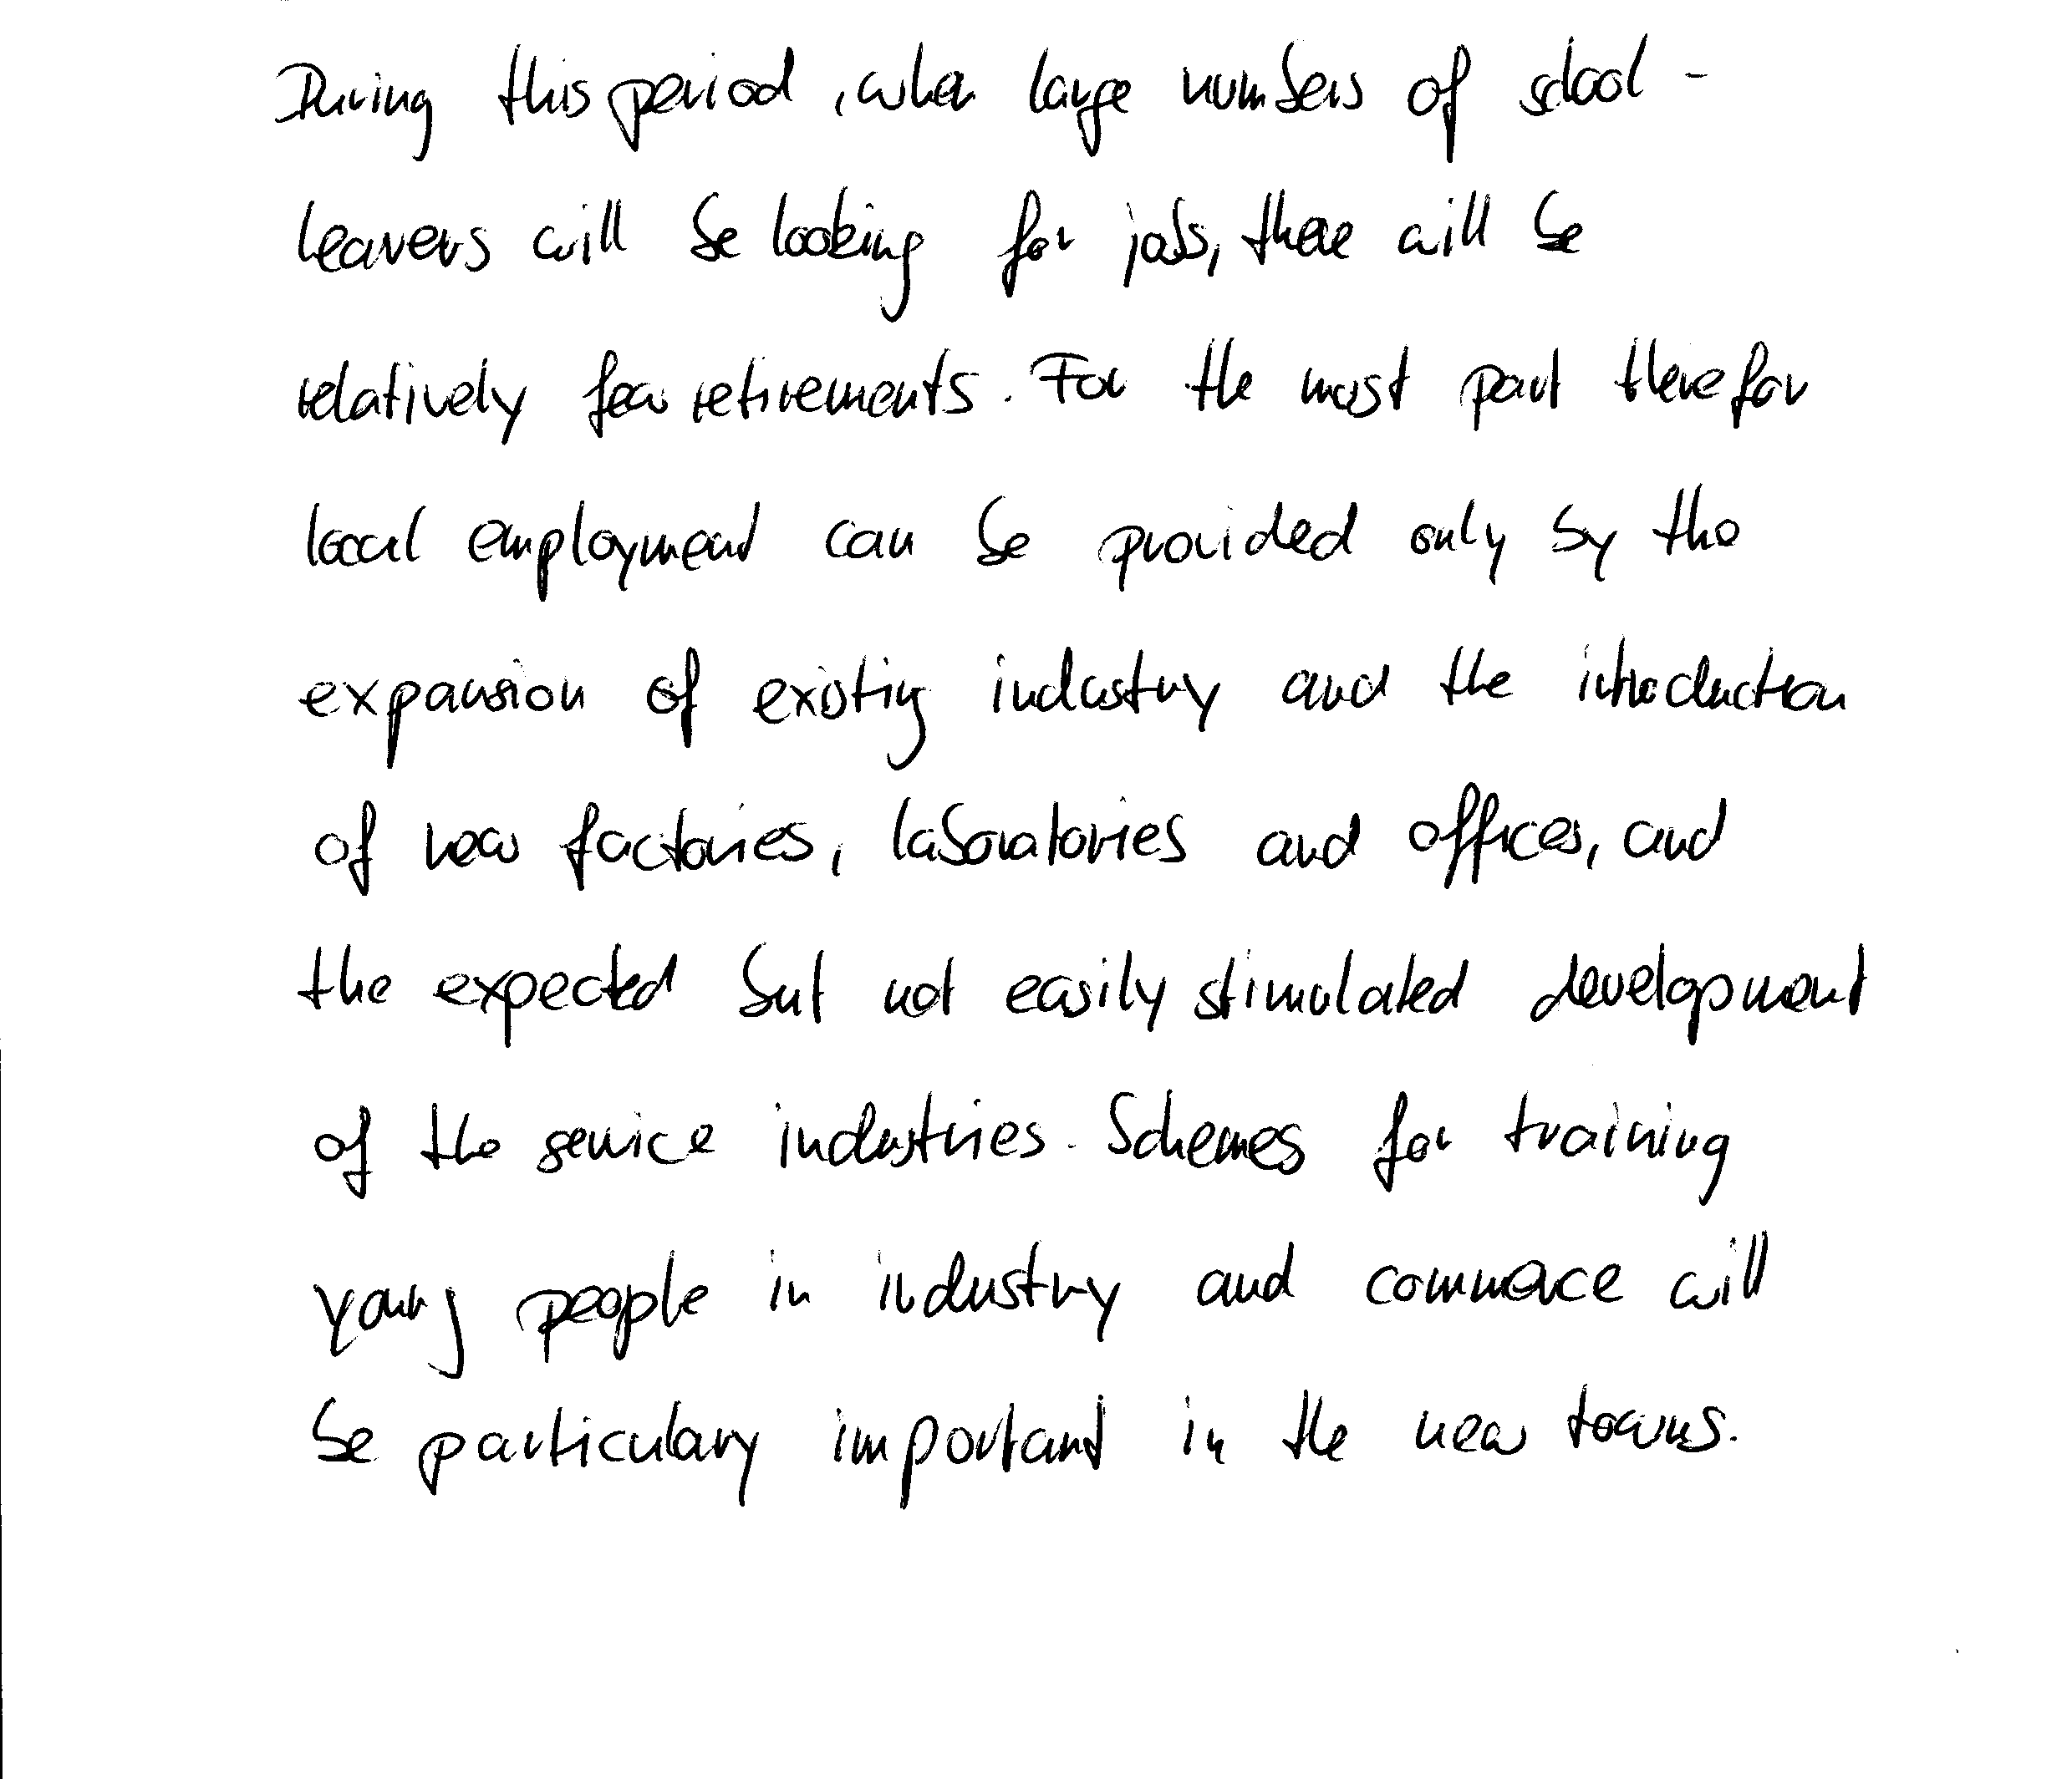 During this period, when large numbers of school-
leavers will be looking for jobs, there will be
relatively few retirements. For the most part therefor
local employment can be provided only by the
expansion of existing industry and the introduction
of new factories, laboratories and offices, and
the expected but not easily stimulated development
of the service industries. Schemes for training
young people in industry and commerce will
be particulary important in the new towns.